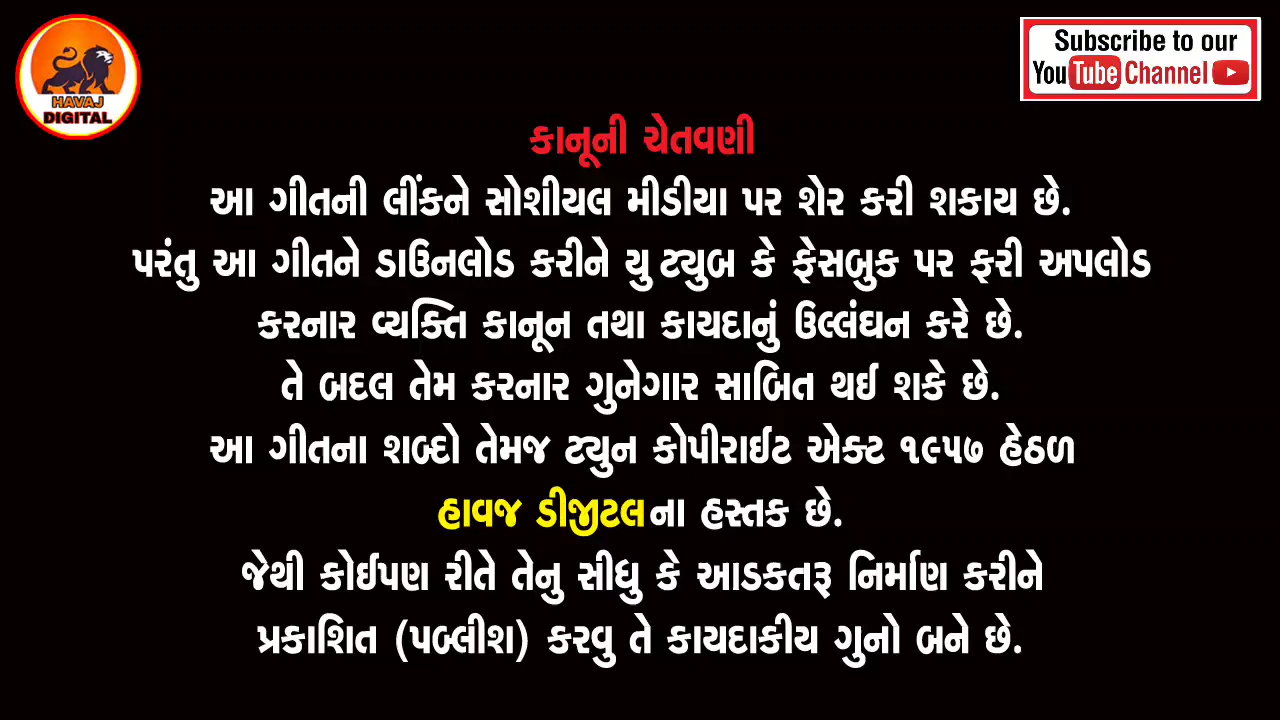 HAVAJ
DIGITAL
Subscribe to our
YouTube Channel
કાનૂની ચેતવણી
આ ગીતની લીંકને સોશીયલ મીડીયા પર શેર કરી શકાય છે.
પરંતુ આ ગીતને ડાઉનલોડ કરીને યુ ટ્યુબ કે ફેસબુક પર ફરી અપલોડ
કરનાર વ્યક્તિ કાનૂન તથા કાયદાનું ઉલ્લંઘન કરે છે.
તે બદલ તેમ કરનાર ગુનેગાર સાબિત થઈ શકે છે.
આ ગીતના શબ્દો તેમજ ટ્યુન કોપીરાઈટ એક્ટ ૧૯૫૭ હેઠળ
હાવજ ડીજીટલના હસ્તક છે.
જેથી કોઈપણ રીતે તેનુ સીધુ કે આડકતરૂ નિર્માણ કરીને
પ્રકાશિત (પબ્લીશ) કરવુ તે કાયદાકીય ગુનો બને છે.